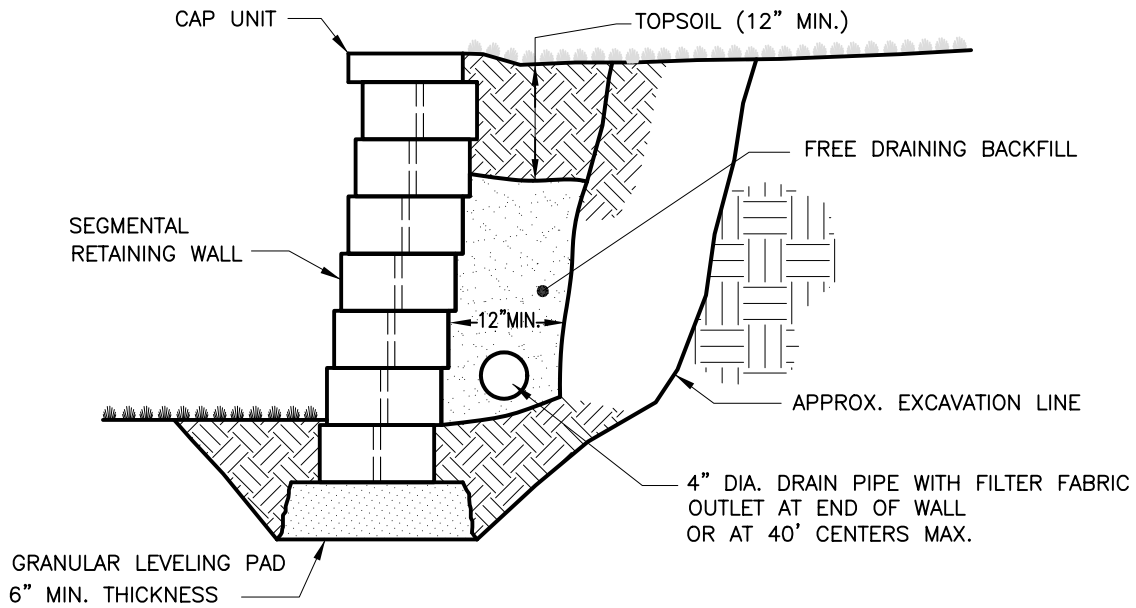 CAP UNIT
TOPSOIL (12" MIN.)
FREE DRAINING BACKFILL
SEGMENTAL
RETAINING WALL
12"MIN.
APPROX. EXCAVATION LINE
4" DIA. DRAIN PIPE WITH FILTER FABRIC
OUTLET AT END OF WALL
OR AT 40' CENTERS MAX.
GRANULAR LEVELING PAD
6" MIN. THICKNESS